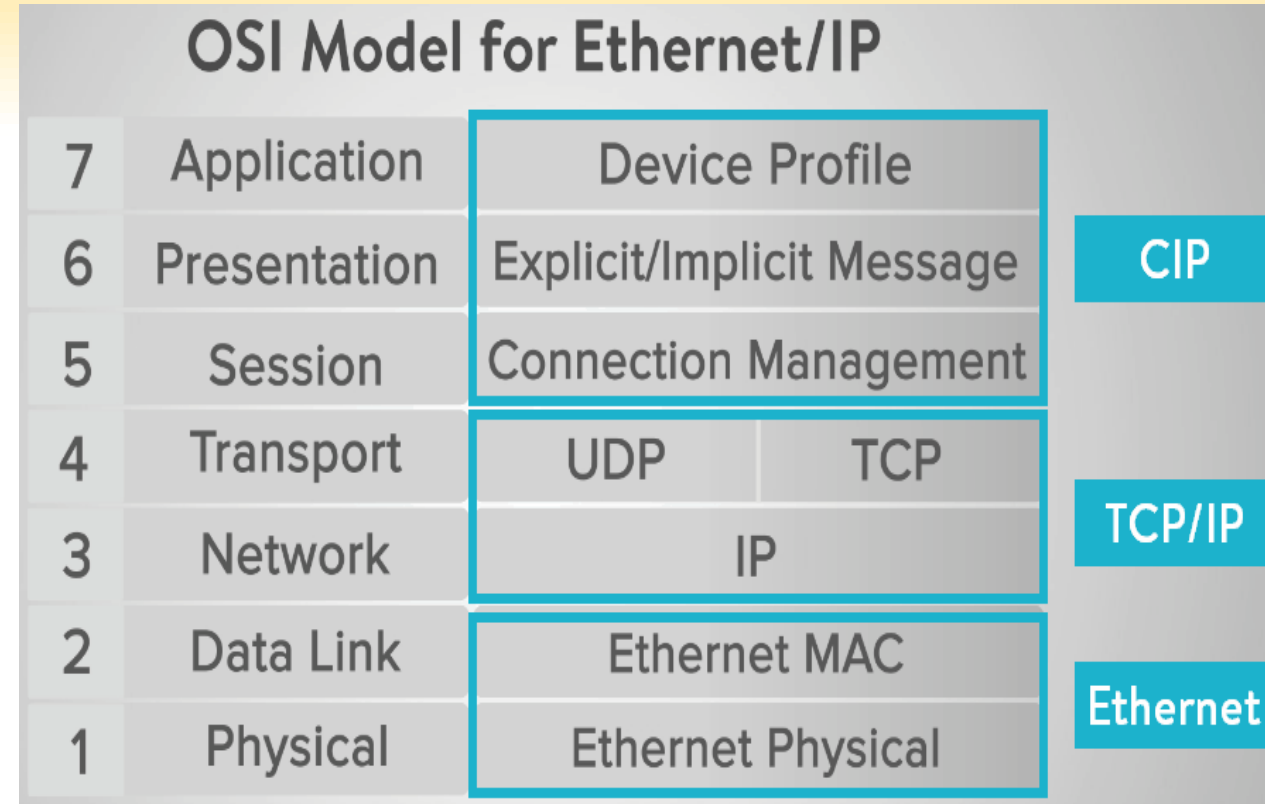 OSI Model for Ethernet/IP
7 Application Device Profile
6 Presentation Explicit/Implicit Message CIP
5 Session Connection Management
4 Transport UDP TCP
TCP/IP
3 Network IP
2 Data Link Ethernet MAC
Ethernet
1 Physical Ethernet Physical